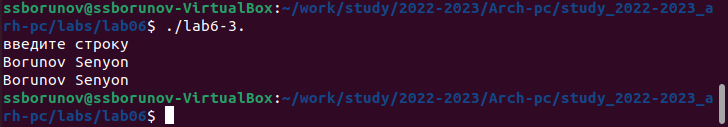 ssborunov@ssborunov-VirtualBox:~/work/study/2022-2023/Arch-pc/study_2022-2023_a
rh-pc/labs/lab06$ ./lab6-3.
введите строку
Borunov Senyon
Borunov Senyon
ssborunov@ssborunov-VirtualBox:~/work/study/2022-2023/Arch-pc/study_2022-2023_a
rh-pc/labs/lab06$